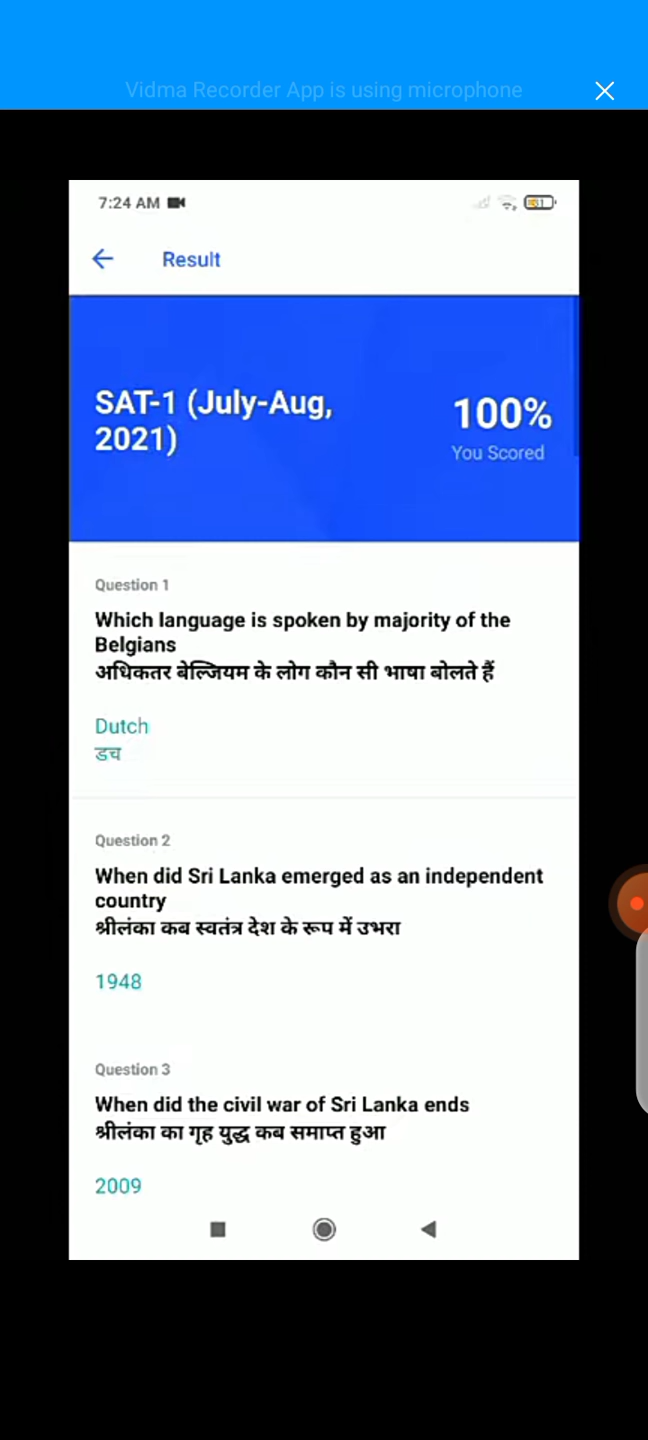 Vidma Recorder App is using microphone
7:24 AM
Result
SAT-1 (July-Aug,
2021)
100%
You Scored
Question 1
Which language is spoken by majority of the
Belgians
अधिकतर बेल्जियम के लोग कौन सी भाषा बोलते हैं
Dutch
डच
Question 2
When did Sri Lanka emerged as an independent
country
श्रीलंका कब स्वतंत्र देश के रूप में उभरा
1948
Question 3
When did the civil war of Sri Lanka ends
श्रीलंका का गृह युद्ध कब समाप्त हुआ
2009